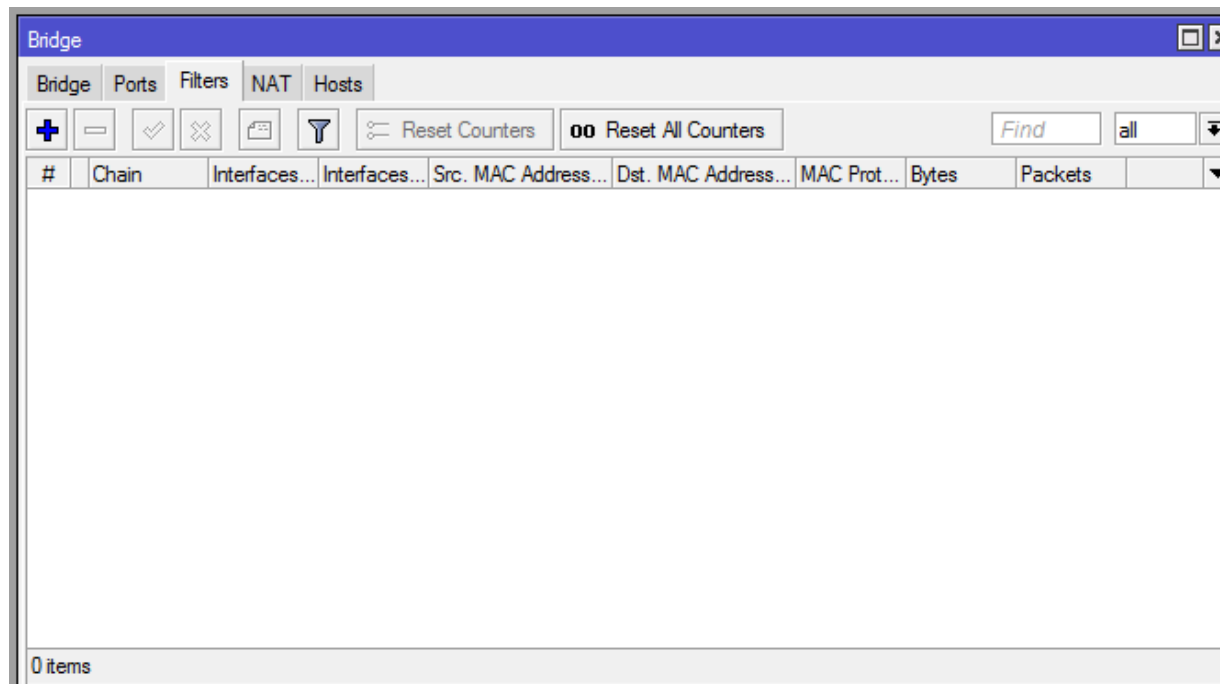 Bridge
Bridge Ports Filters NAT Hosts
Reset Counters 00 Reset All Counters Find all
# Chain Interfaces... Interfaces... Src. MAC Address... Dst. MAC Address... MAC Prot... Bytes Packets
0 items